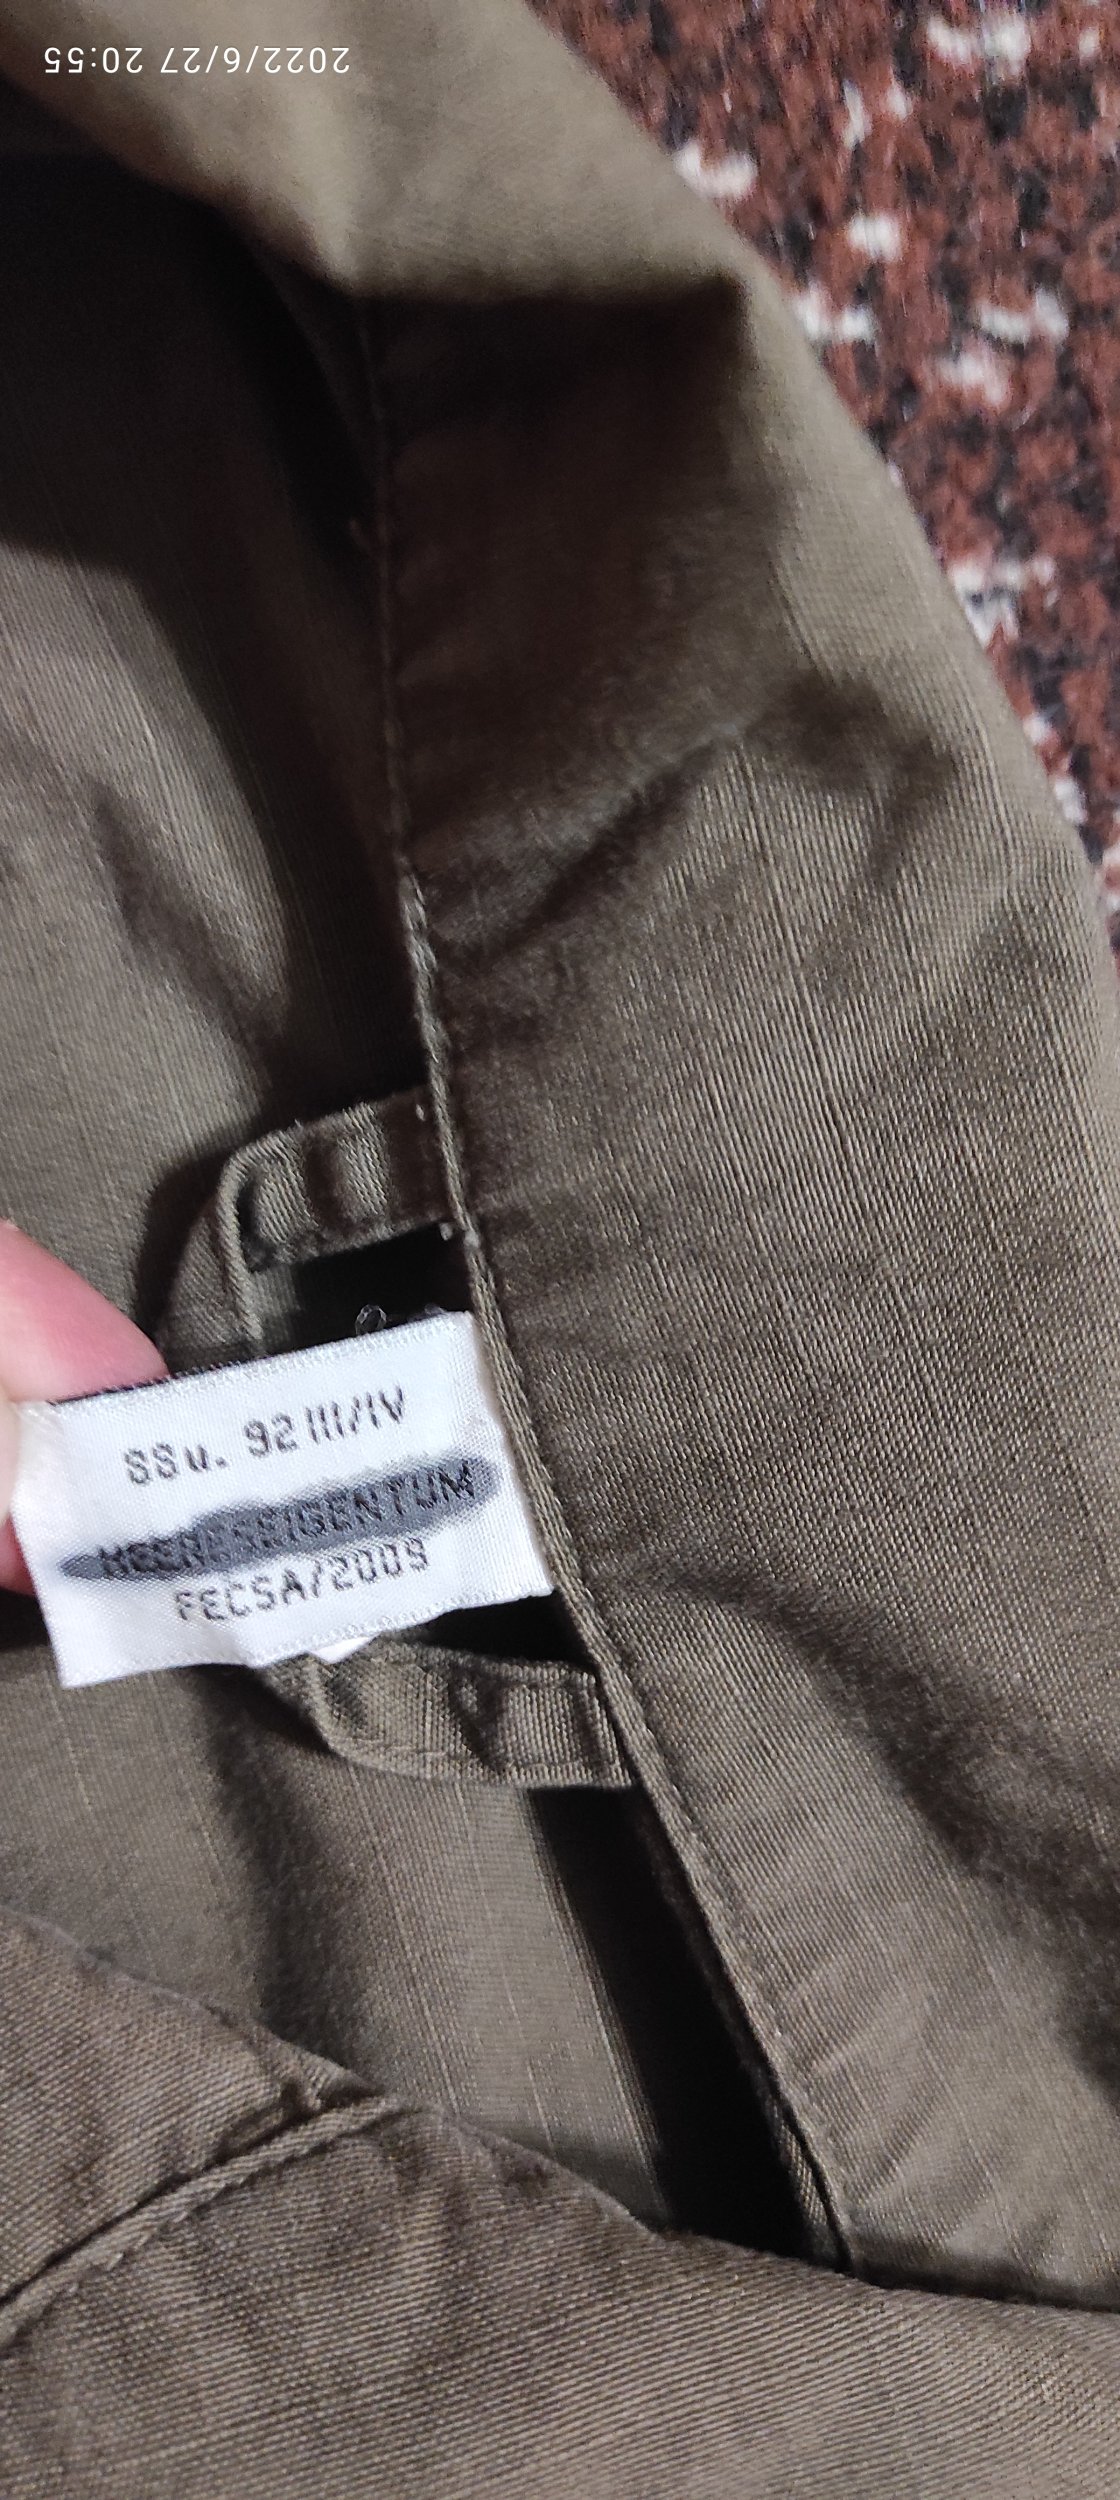 2022/6/27 20:55
SSu. 92 III/IV
HEERESEIGENTUM
FECSA/2009